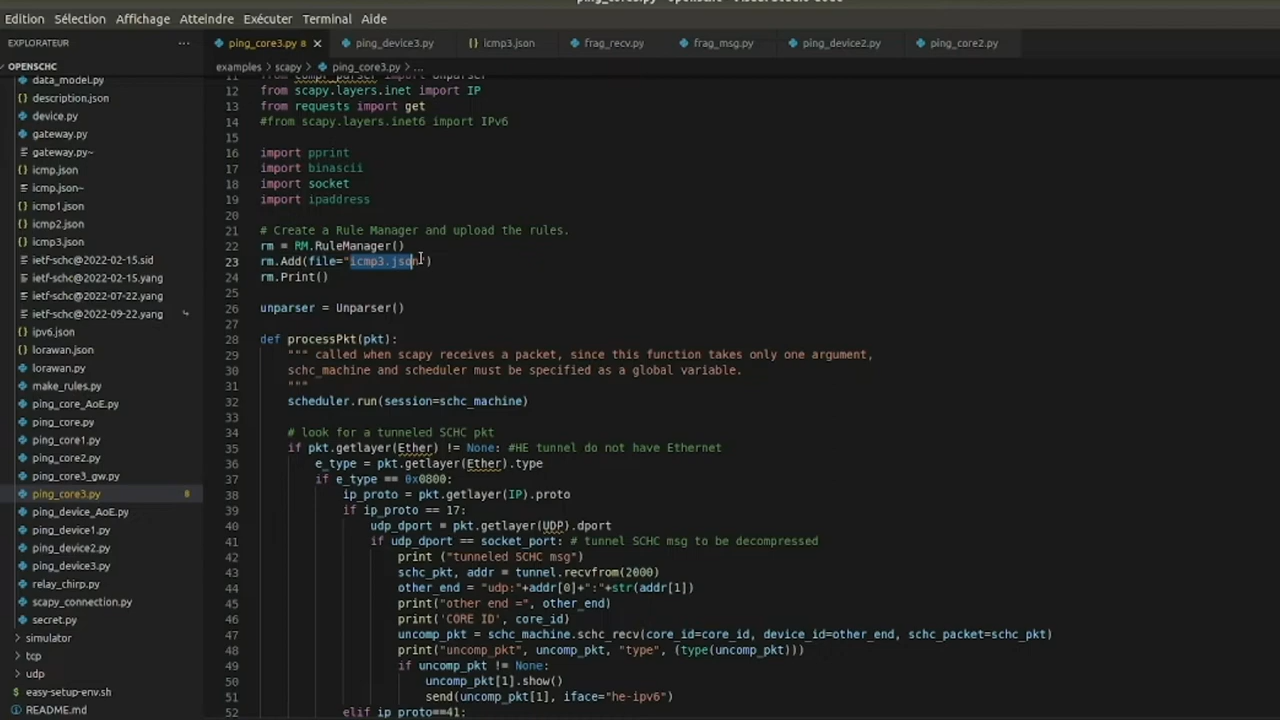 Edition Sélection Affichage Atteindre Exécuter Terminal Aide
EXPLORATEUR ···
ping_core3.py 8 ping_device3.py icmp3.json frag_recv.py frag_msg.py ping_device2.py ping_core2.py
OPENSCHC
examples > scapy > ping_core3.py > ...
data_model.py
description.json
device.py
gateway.py
gateway.py~
icmp.json
icmp.json~
icmp1.json
icmp2.json
icmp3.json
ietf-schc@2022-02-15.sid
ietf-schc@2022-02-15.yang
ietf-schc@2022-07-22.yang
ietf-schc@2022-09-22.yang
ipv6.json
lorawan.json
lorawan.py
make_rules.py
ping_core_AoE.py
ping_core.py
ping_core1.py
ping_core2.py
ping_core3_gw.py
ping_core3.py 8
ping_device_AoE.py
ping_device1.py
ping_device2.py
ping_device3.py
relay_chirp.py
scapy_connection.py
secret.py
simulator
tcp
udp
easy-setup-env.sh
README.md
12 from scapy.layers.inet import IP
13 from requests import get
14 #from scapy.layers.inet6 import IPv6
15
16 import pprint
17 import binascii
18 import socket
19 import ipaddress
20
21 # Create a Rule Manager and upload the rules.
22 rm = RM.RuleManager()
23 rm.Add(file="icmp3.json")
24 rm.Print()
25
26 unparser = Unparser()
27
28 def processPkt(pkt):
29 """ called when scapy receives a packet, since this function takes only one argument,
30 schc_machine and scheduler must be specified as a global variable.
31 """
32 scheduler.run(session=schc_machine)
33
34 # look for a tunneled SCHC pkt
35 if pkt.getlayer(Ether) != None: #HE tunnel do not have Ethernet
36 e_type = pkt.getlayer(Ether).type
37 if e_type == 0x0800:
38 ip_proto = pkt.getlayer(IP).proto
39 if ip_proto == 17:
40 udp_dport = pkt.getlayer(UDP).dport
41 if udp_dport == socket_port: # tunnel SCHC msg to be decompressed
42 print ("tunneled SCHC msg")
43 schc_pkt, addr = tunnel.recvfrom(2000)
44 other_end = "udp:"+addr[0]+":"+str(addr[1])
45 print("other end =", other_end)
46 print('CORE ID', core_id)
47 uncomp_pkt = schc_machine.schc_recv(core_id=core_id, device_id=other_end, schc_packet=schc_pkt)
48 print("uncomp_pkt", uncomp_pkt, "type", (type(uncomp_pkt)))
49 if uncomp_pkt != None:
50 uncomp_pkt[1].show()
51 send(uncomp_pkt[1], iface="he-ipv6")
52 elif ip_proto==41: